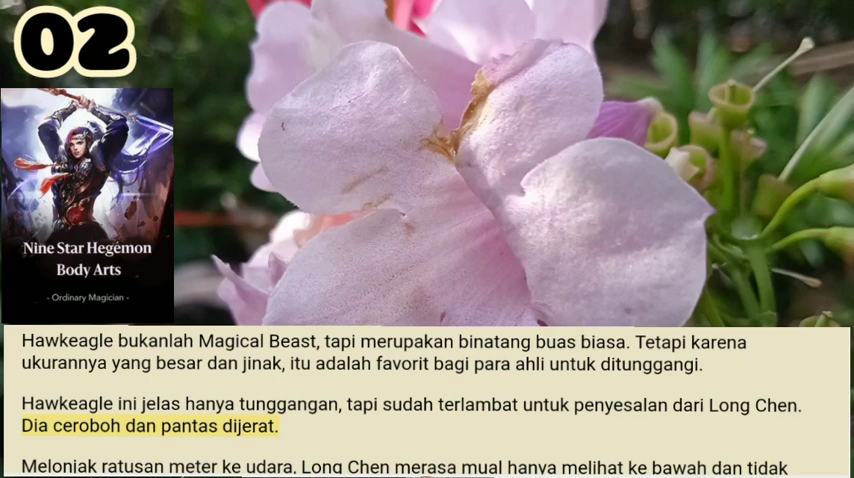 02
Nine Star Hegemon
Body Arts
- Ordinary Magician -
Hawkeagle bukanlah Magical Beast, tapi merupakan binatang buas biasa. Tetapi karena
ukurannya yang besar dan jinak, itu adalah favorit bagi para ahli untuk ditunggangi.
Hawkeagle ini jelas hanya tunggangan, tapi sudah terlambat untuk penyesalan dari Long Chen.
Dia ceroboh dan pantas dijerat.
Melonjak ratusan meter ke udara, Long Chen merasa mual hanya melihat ke bawah dan tidak